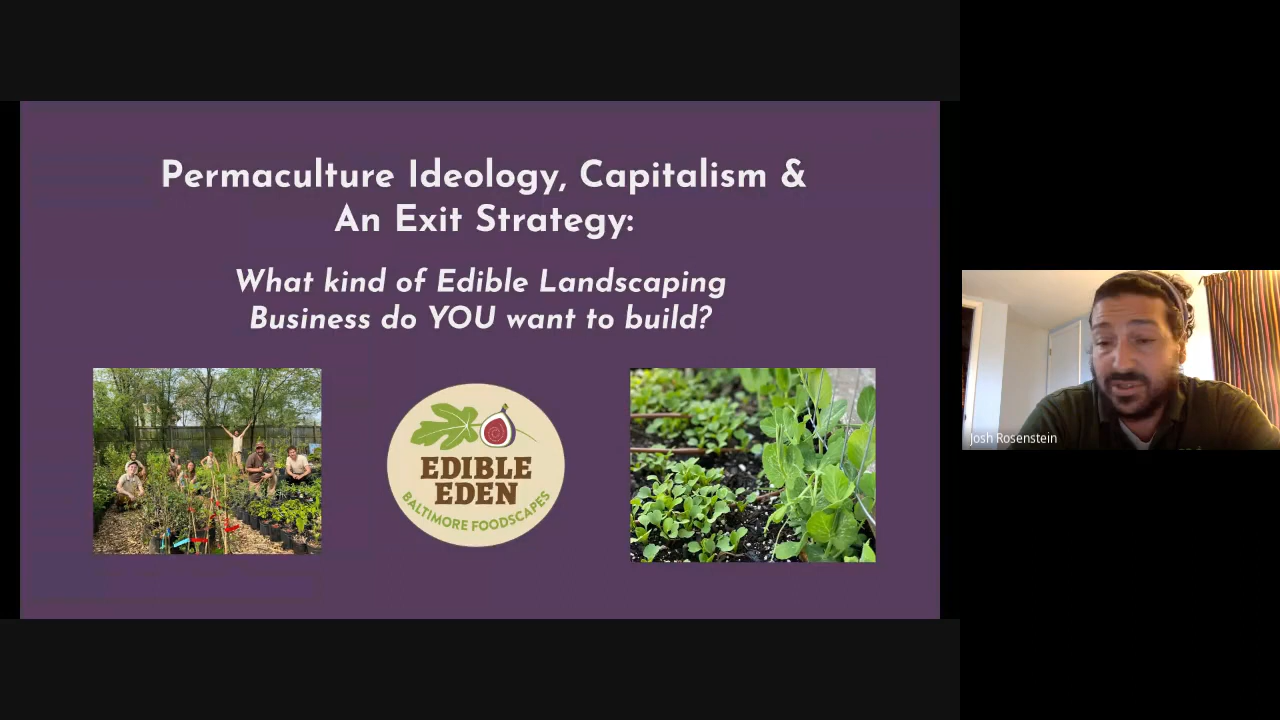 Permaculture Ideology, Capitalism &
An Exit Strategy:
What kind of Edible Landscaping
Business do YOU want to build?
EDIBLE
EDEN
BALTIMORE FOODSCAPES
Josh Rosenstein